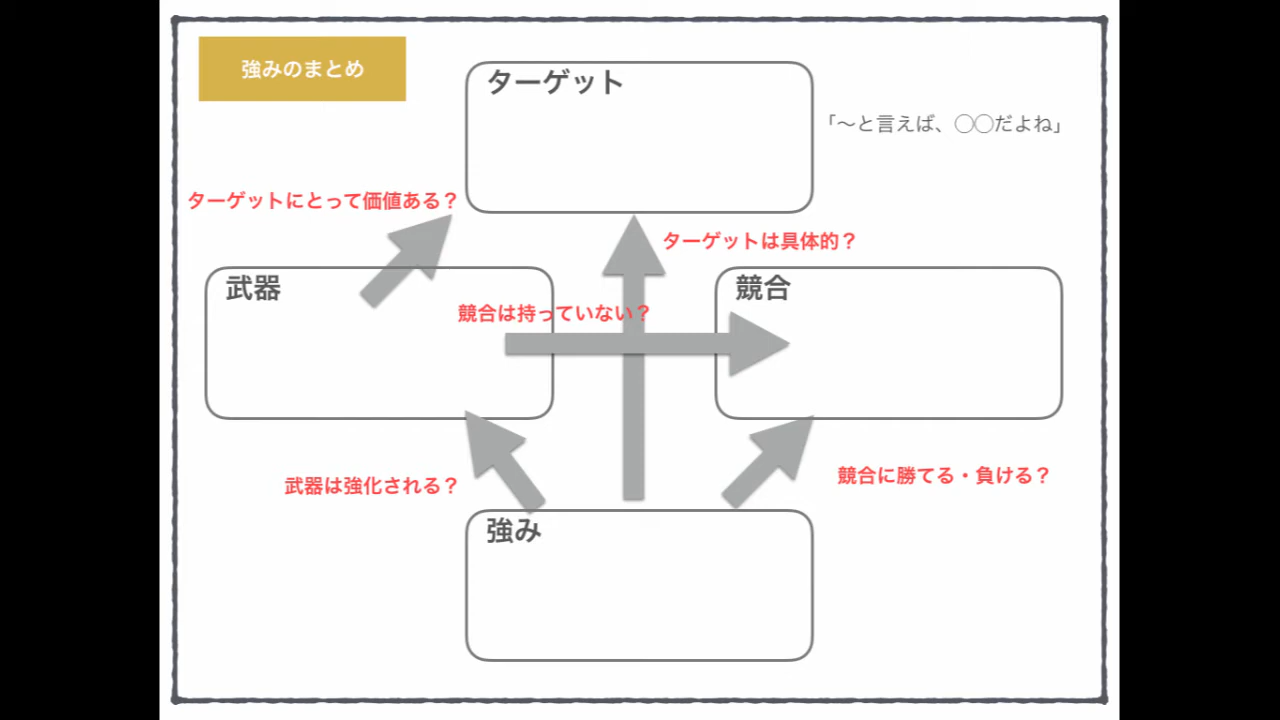 強みのまとめ
ターゲット
「〜と言えば、◯◯だよね」
ターゲットにとって価値ある？
ターゲットは具体的？
武器
競合
競合は持っていない？
武器は強化される？
競合に勝てる・負ける？
強み